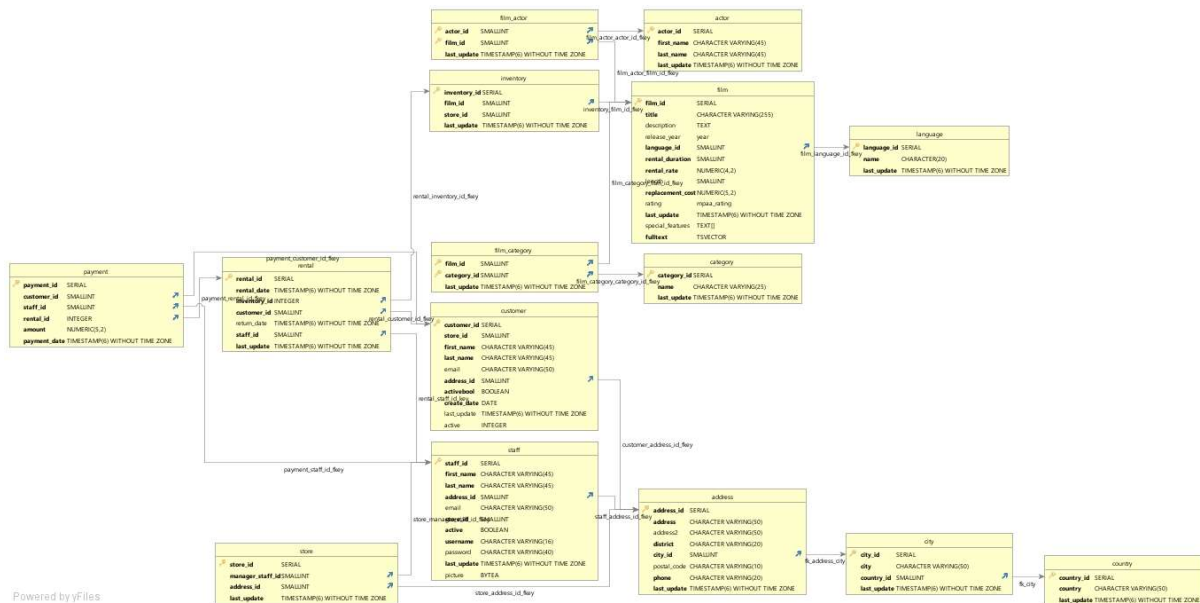 film_actor
actor_id SMALLINT
film_id SMALLINT
last_update TIMESTAMP(6) WITHOUT TIME ZONE
film_actor_actor_id_fkey
actor
actor_id SERIAL
first_name CHARACTER VARYING(45)
last_name CHARACTER VARYING(45)
last_update TIMESTAMP(6) WITHOUT TIME ZONE
film_actor_film_id_fkey
inventory
inventory_id SERIAL
film_id SMALLINT
store_id SMALLINT
last_update TIMESTAMP(6) WITHOUT TIME ZONE
inventory_film_id_fkey
film
film_id SERIAL
title CHARACTER VARYING(255)
description TEXT
release_year year
language_id SMALLINT
rental_duration SMALLINT
rental_rate NUMERIC(4,2)
SMALLINT
replacement_cost NUMERIC(5,2)
rating mpaa_rating
last_update TIMESTAMP(6) WITHOUT TIME ZONE
special_features TEXT[]
fulltext TSVECTOR
film_category_film_id_fkey
film_language_id_fkey
language
language_id SERIAL
name CHARACTER(20)
last_update TIMESTAMP(6) WITHOUT TIME ZONE
rental_inventory_id_fkey
film_category
film_id SMALLINT
category_id SMALLINT
last_update TIMESTAMP(6) WITHOUT TIME ZONE
film_category_category_id_fkey
category
category_id SERIAL
name CHARACTER VARYING(25)
last_update TIMESTAMP(6) WITHOUT TIME ZONE
payment
payment_id SERIAL
customer_id SMALLINT
staff_id SMALLINT
rental_id INTEGER
amount NUMERIC(5,2)
payment_date TIMESTAMP(6) WITHOUT TIME ZONE
payment_customer_id_fkey
payment_rental_id_fkey
rental
rental_id SERIAL
rental_date TIMESTAMP(6) WITHOUT TIME ZONE
inventory_id INTEGER
customer_id SMALLINT
return_date TIMESTAMP(6) WITHOUT TIME ZONE
staff_id SMALLINT
last_update TIMESTAMP(6) WITHOUT TIME ZONE
rental_customer_id_fkey
customer
customer_id SERIAL
store_id SMALLINT
first_name CHARACTER VARYING(45)
last_name CHARACTER VARYING(45)
email CHARACTER VARYING(50)
address_id SMALLINT
activebool BOOLEAN
create_date DATE
last_update TIMESTAMP(6) WITHOUT TIME ZONE
active INTEGER
rental_staff_id_key
customer_address_id_fkey
payment_staff_id_fkey
staff
staff_id SERIAL
first_name CHARACTER VARYING(45)
last_name CHARACTER VARYING(45)
address_id SMALLINT
email CHARACTER VARYING(50)
SMALLINT
active BOOLEAN
username CHARACTER VARYING(16)
password CHARACTER VARYING(40)
last_update TIMESTAMP(6) WITHOUT TIME ZONE
picture BYTEA
staff_address_id_fkey
store
store_id SERIAL
manager_staff_id SMALLINT
address_id SMALLINT
last_update TIMESTAMP(6) WITHOUT TIME ZONE
store_address_id_fkey
address
address_id SERIAL
address CHARACTER VARYING(50)
address2 CHARACTER VARYING(50)
district CHARACTER VARYING(20)
city_id SMALLINT
postal_code CHARACTER VARYING(10)
phone CHARACTER VARYING(20)
last_update TIMESTAMP(6) WITHOUT TIME ZONE
fk_address_city
city
city_id SERIAL
city CHARACTER VARYING(50)
country_id SMALLINT
last_update TIMESTAMP(6) WITHOUT TIME ZONE
fk_city
country
country_id SERIAL
country CHARACTER VARYING(50)
last_update TIMESTAMP(6) WITHOUT TIME ZONE
Powered by yFiles